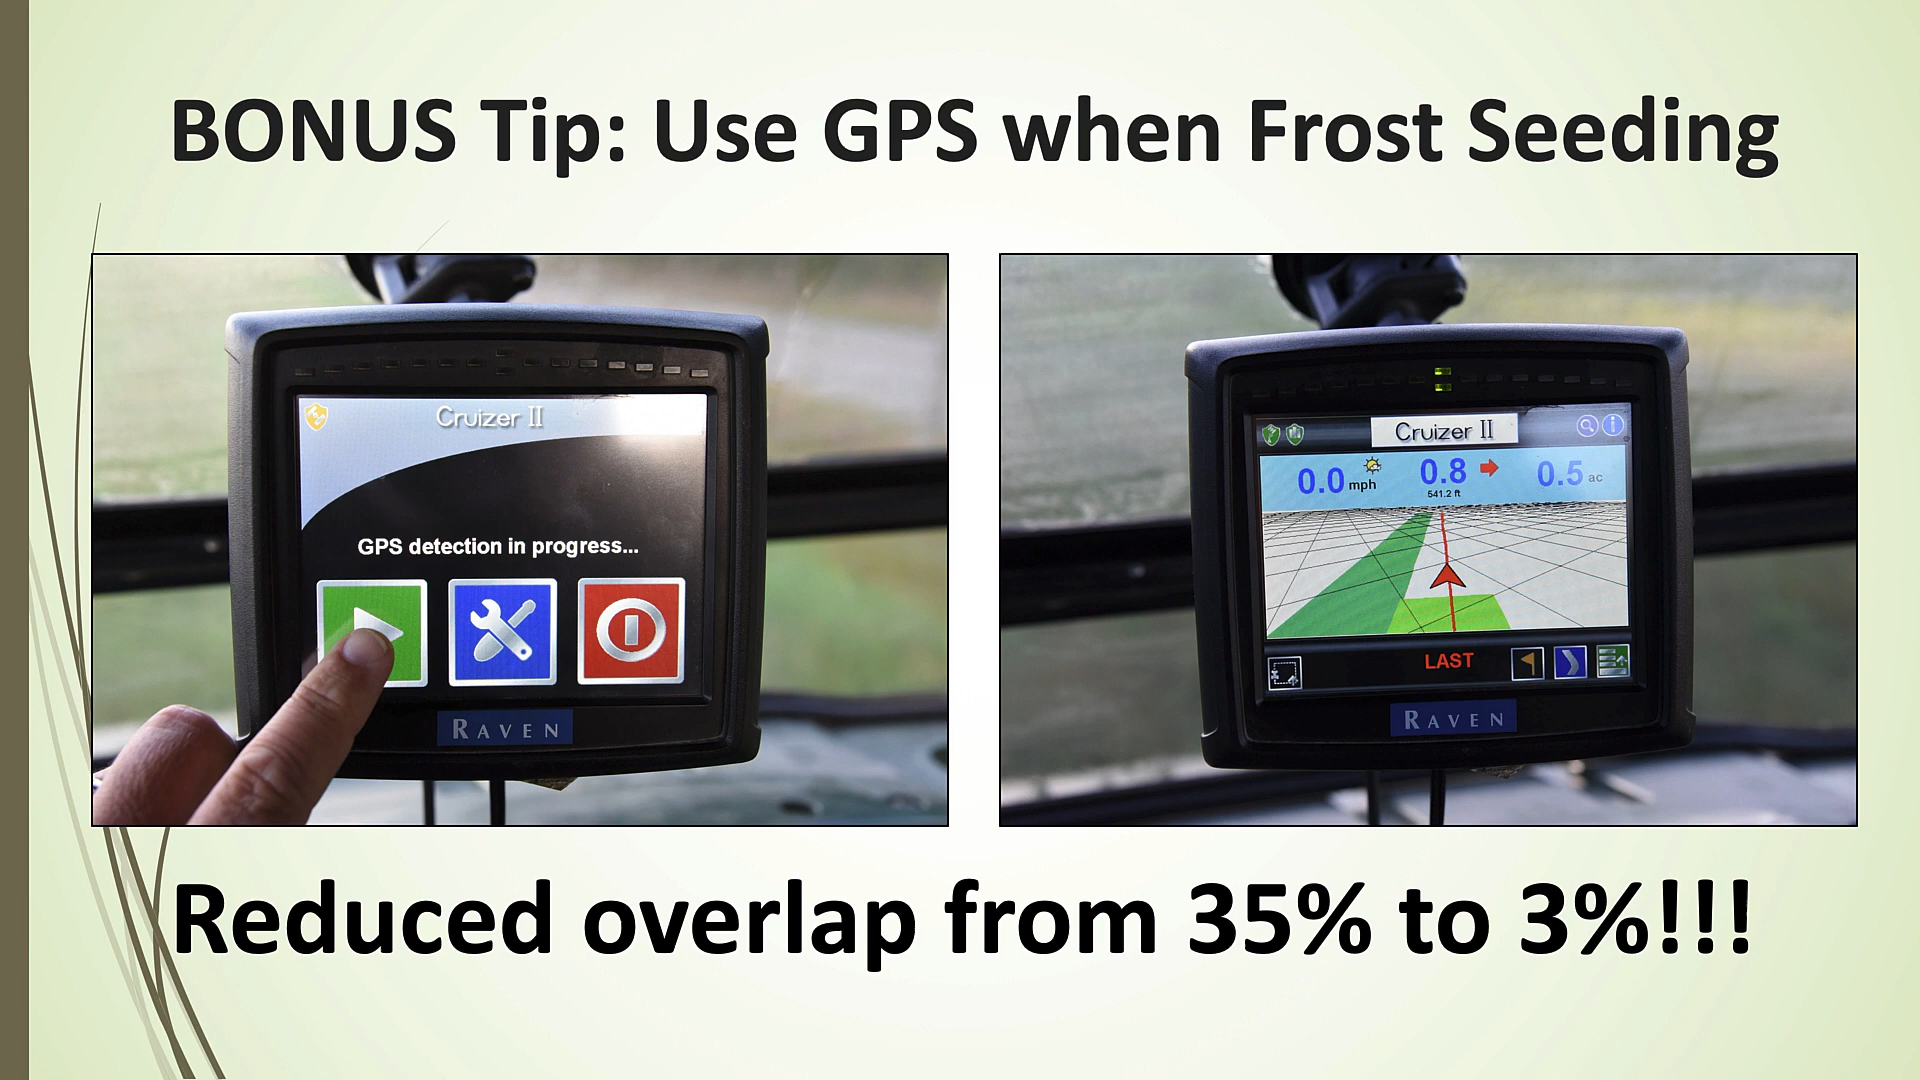 BONUS Tip: Use GPS when Frost Seeding
Cruizer II
GPS detection in progress...
RAVEN
Cruizer II
0.0 mph 0.8 0.5 ac
541.2 ft
LAST
RAVEN
Reduced overlap from 35% to 3%!!!